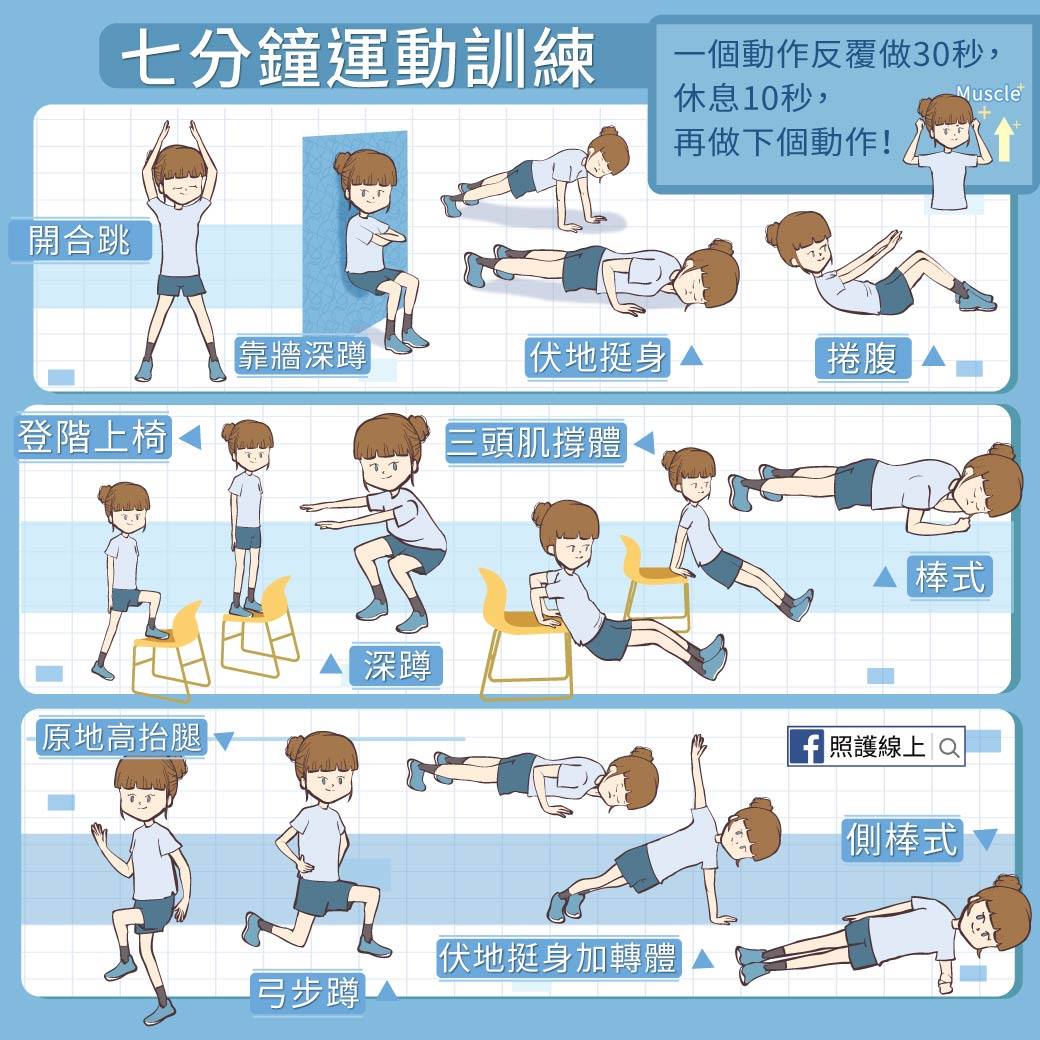 七分鐘運動訓練
一個動作反覆做30秒，
休息10秒，
再做下個動作！
Muscle
開合跳
靠牆深蹲
伏地挺身
捲腹
登階上椅
三頭肌撐體
棒式
深蹲
原地高抬腿
照護線上
側棒式
伏地挺身加轉體
弓步蹲